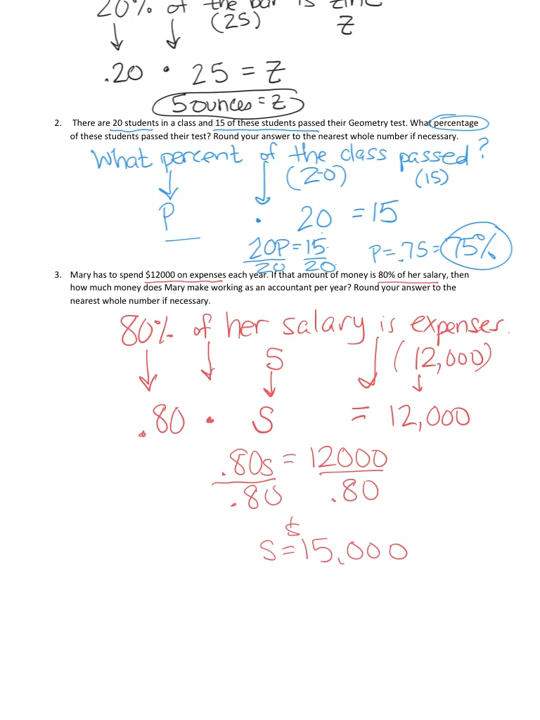 20% of the bar is zinc
(25) z
.20 • 25 = z
5 ounces = z
2. There are 20 students in a class and 15 of these students passed their Geometry test. What percentage
of these students passed their test? Round your answer to the nearest whole number if necessary.
What percent of the class passed?
(20) (15)
P • 20 = 15
20P = 15 P = .75 = 75%
20 20
3. Mary has to spend $12000 on expenses each year. If that amount of money is 80% of her salary, then
how much money does Mary make working as an accountant per year? Round your answer to the
nearest whole number if necessary.
80% of her salary is expenses.
S (12,000)
.80 • S = 12,000
.80s = 12000
.80 .80
$
S = 15,000